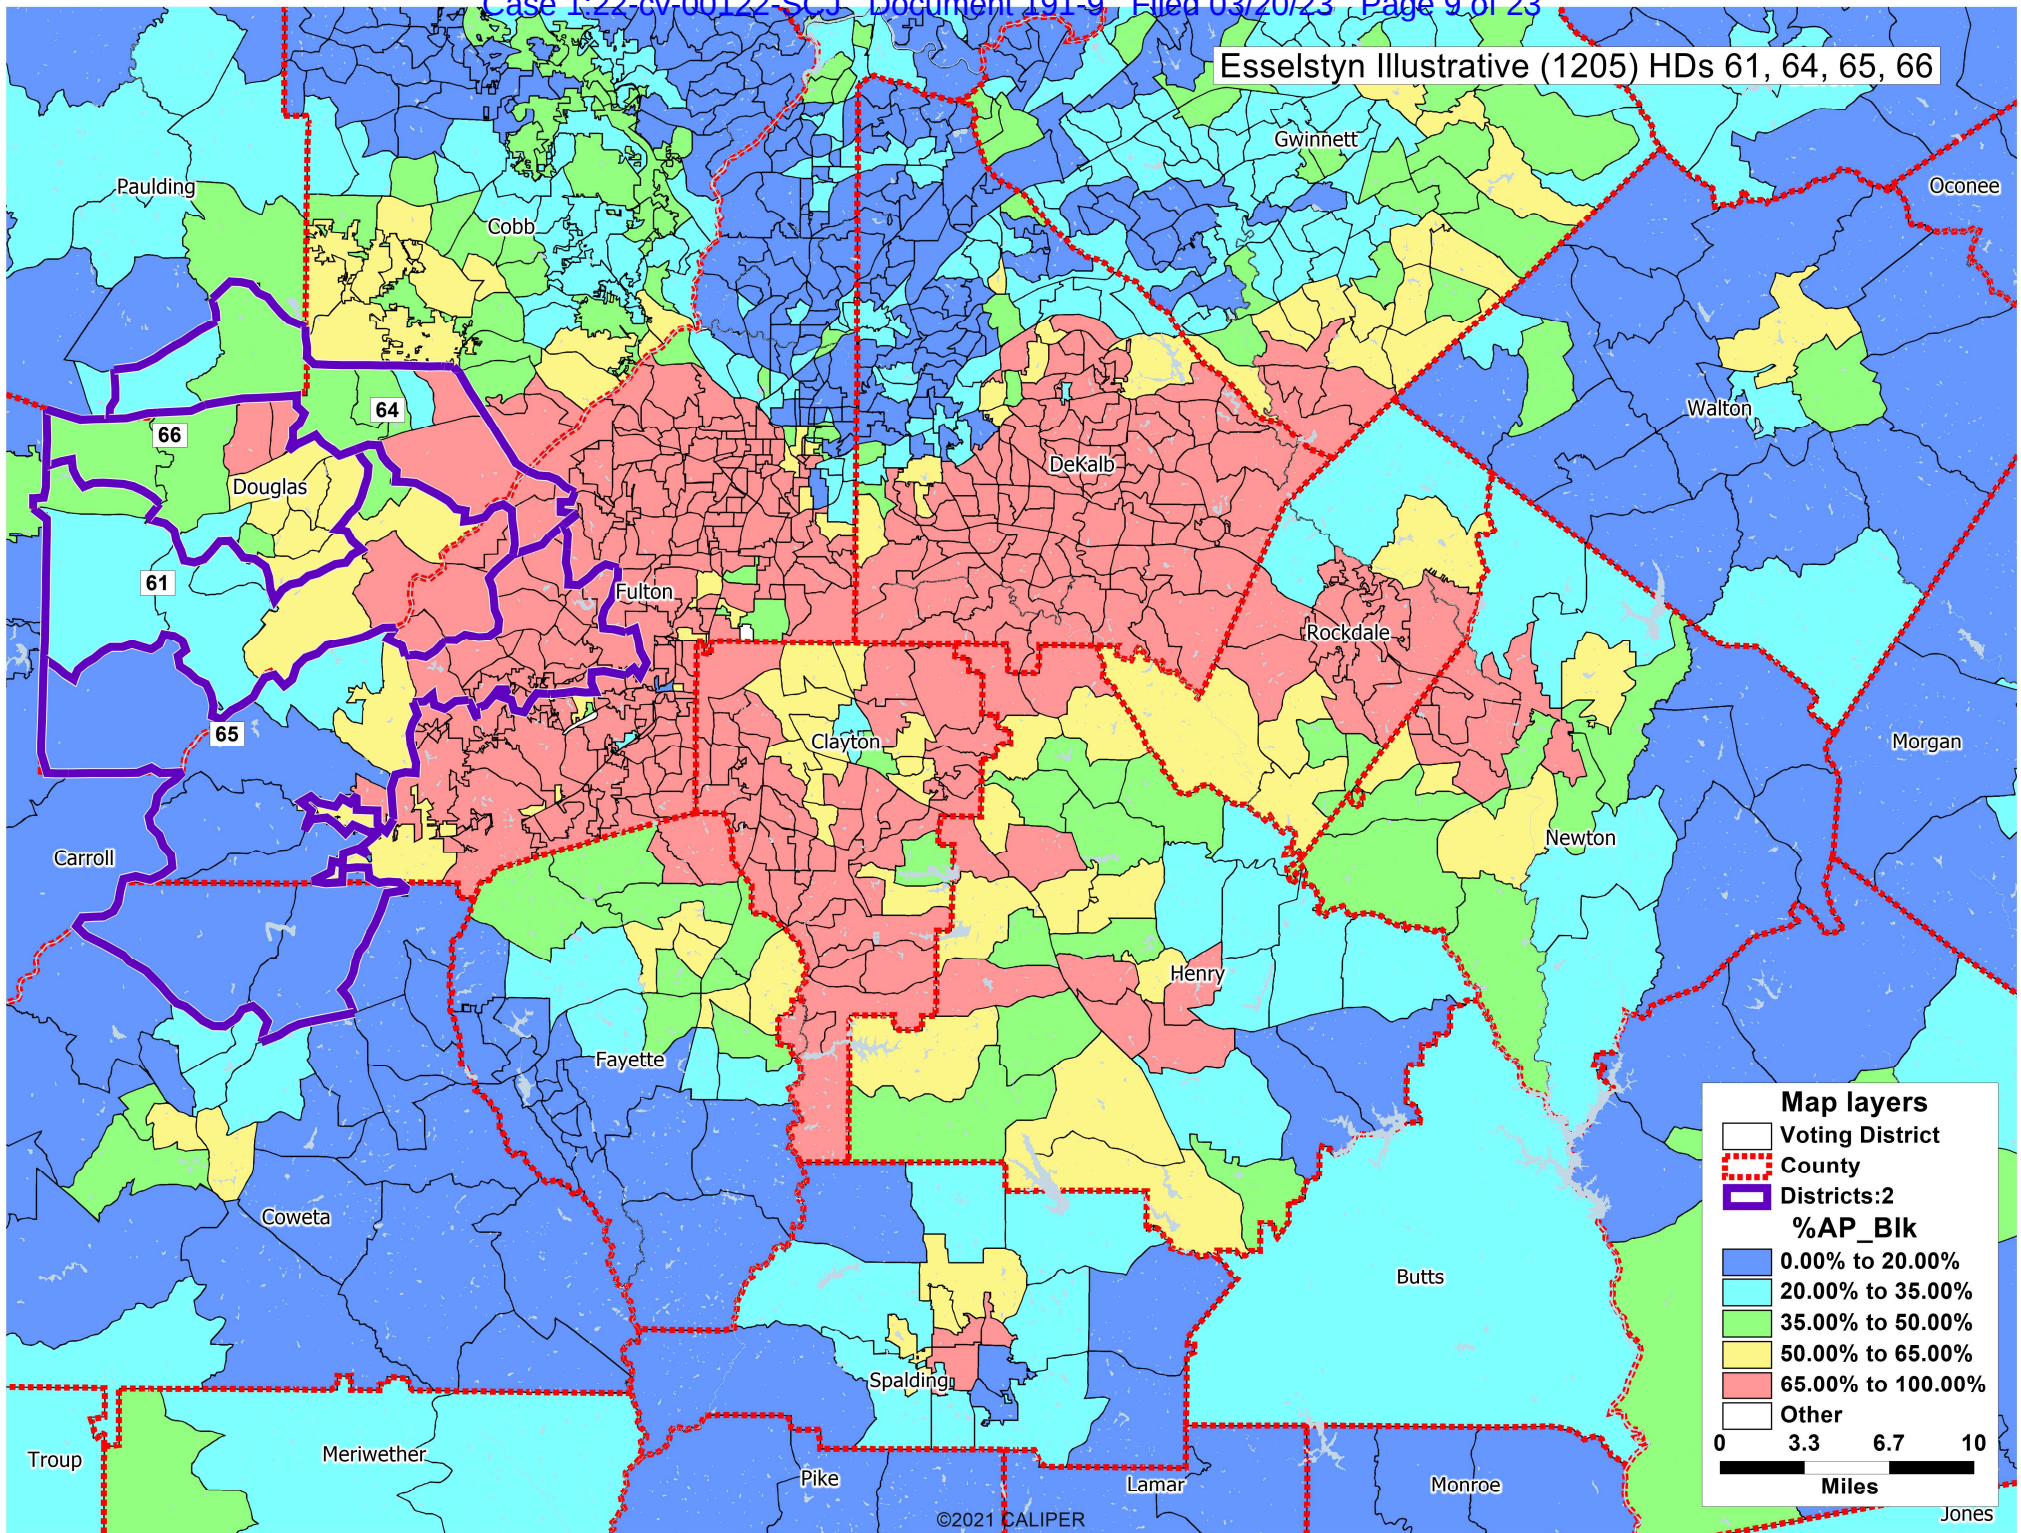 Case 1:22-cv-00122-SCJ Document 191-9 Filed 03/20/23 Page 9 of 23
Esselstyn Illustrative (1205) HDs 61, 64, 65, 66
Gwinnett
Paulding
Oconee
Cobb
64
Walton
66
DeKalb
Douglas
61
Fulton
Rockdale
65
Clayton
Morgan
Newton
Carroll
Henry
Fayette
Coweta
Butts
Spalding
Meriwether
Troup
Pike
Lamar
Monroe
Jones
Map layers
Voting District
County
Districts:2
%AP_Blk
0.00% to 20.00%
20.00% to 35.00%
35.00% to 50.00%
50.00% to 65.00%
65.00% to 100.00%
Other
0 3.3 6.7 10
Miles
©2021 CALIPER